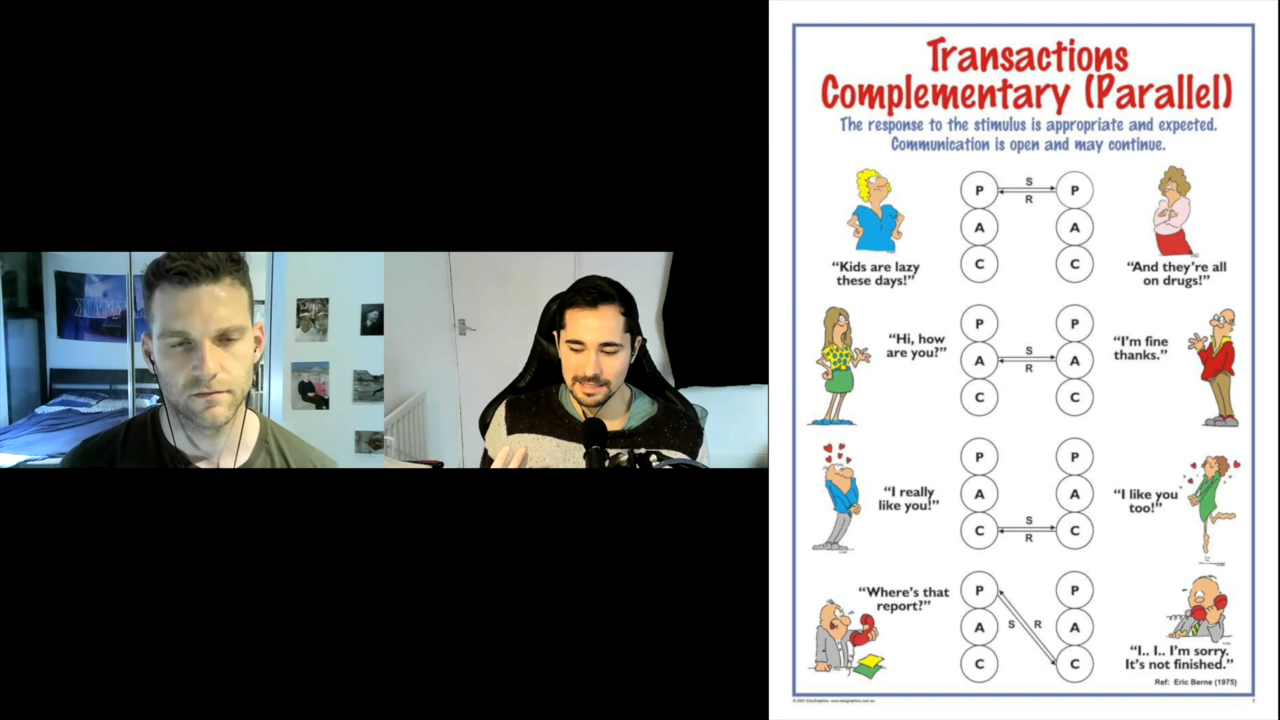 Transactions
Complementary (Parallel)
The response to the stimulus is appropriate and expected.
Communication is open and may continue.
P
S
R
P
A
A
C
C
"Kids are lazy
these days!"
"And they're all
on drugs!"
P
P
"Hi, how
are you?"
A
S
R
A
"I'm fine
thanks."
C
C
P
P
"I really
like you!"
A
A
"I like you
too!"
C
S
R
C
"Where's that
report?"
P
P
A
S
R
A
C
C
"I.. I.. I'm sorry.
It's not finished."
Ref: Eric Berne (1975)